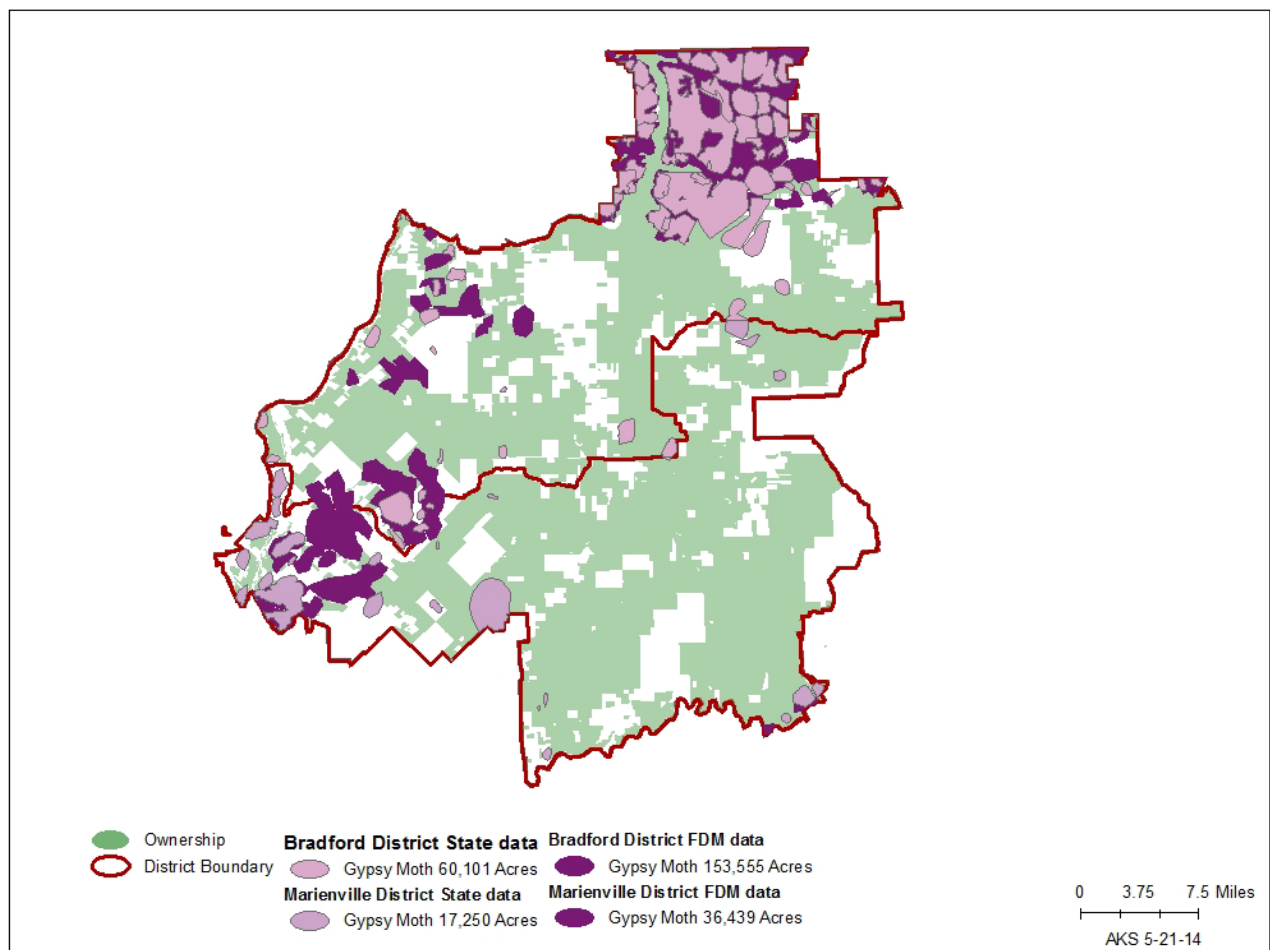 Ownership
District Boundary
Bradford District State data
Gypsy Moth 60,101 Acres
Marienville District State data
Gypsy Moth 17,250 Acres
Bradford District FDM data
Gypsy Moth 153,555 Acres
Marienville District FDM data
Gypsy Moth 36,439 Acres
0 3.75 7.5 Miles
AKS 5-21-14